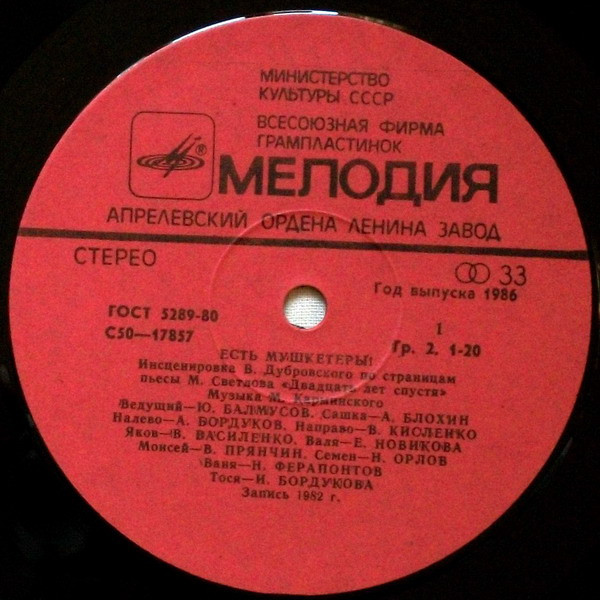 МИНИСТЕРСТВО
КУЛЬТУРЫ СССР
ВСЕСОЮЗНАЯ ФИРМА
ГРАМПЛАСТИНОК
®
МЕЛОДИЯ
АПРЕЛЕВСКИЙ ОРДЕНА ЛЕНИНА ЗАВОД
СТЕРЕО
33
Год выпуска 1986
ГОСТ 5289-80
С50—17857
1
Гр. 2. 1-20
ЕСТЬ МУШКЕТЕРЫ!
Инсценировка В. Дубровского по страницам
пьесы М. Светлова «Двадцать лет спустя»
Музыка М. Карминского
Ведущий—Ю. БАЛМУСОВ, Сашка—А. БЛОХИН
Налево—А. БОРДУКОВ, Направо—В. КИСЛЕНКО
Яков—В. ВАСИЛЕНКО, Валя—Е. НОВИКОВА
Моисей—В. ПРЯНЧИН, Семен—Н. ОРЛОВ
Ваня—Н. ФЕРАПОНТОВ
Тося—И. БОРДУКОВА
Запись 1982 г.